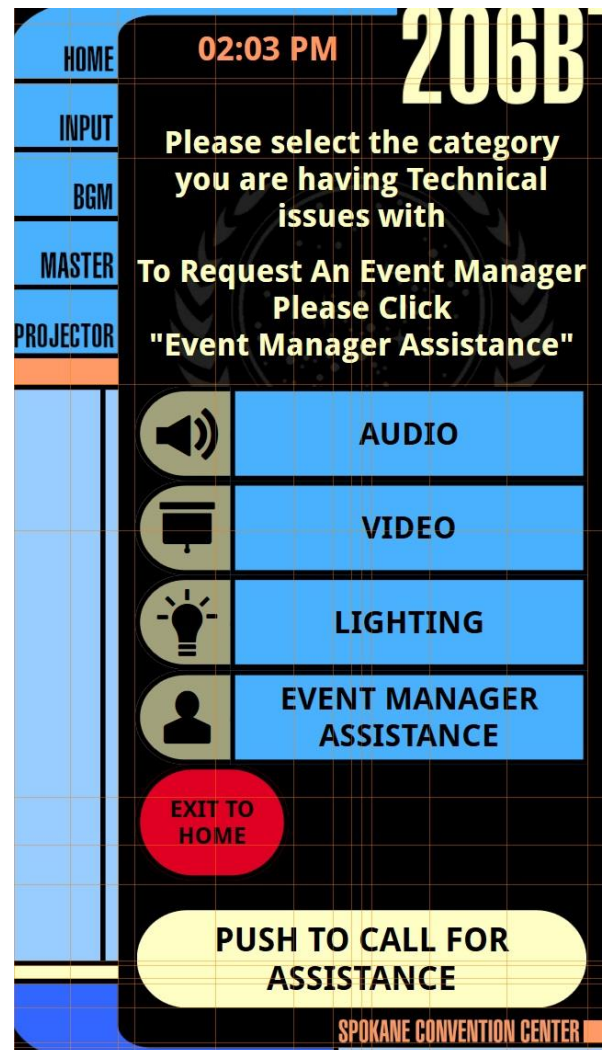 HOME
INPUT
BGM
MASTER
PROJECTOR
02:03 PM
206B
Please select the category
you are having Technical
issues with
To Request An Event Manager
Please Click
"Event Manager Assistance"
AUDIO
VIDEO
LIGHTING
EVENT MANAGER
ASSISTANCE
EXIT TO
HOME
PUSH TO CALL FOR
ASSISTANCE
SPOKANE CONVENTION CENTER